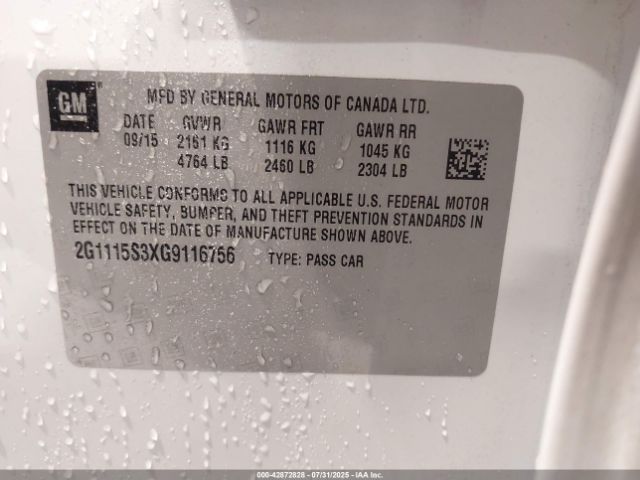 GM
MFD BY GENERAL MOTORS OF CANADA LTD.
DATE GVWR GAWR FRT GAWR RR
09/15 2161 KG 1116 KG 1045 KG
4764 LB 2460 LB 2304 LB
THIS VEHICLE CONFORMS TO ALL APPLICABLE U.S. FEDERAL MOTOR
VEHICLE SAFETY, BUMPER, AND THEFT PREVENTION STANDARDS IN
EFFECT ON THE DATE OF MANUFACTURE SHOWN ABOVE.
2G1115S3XG9116756 TYPE: PASS CAR
000-42872828 - 07/31/2025 - IAA Inc.